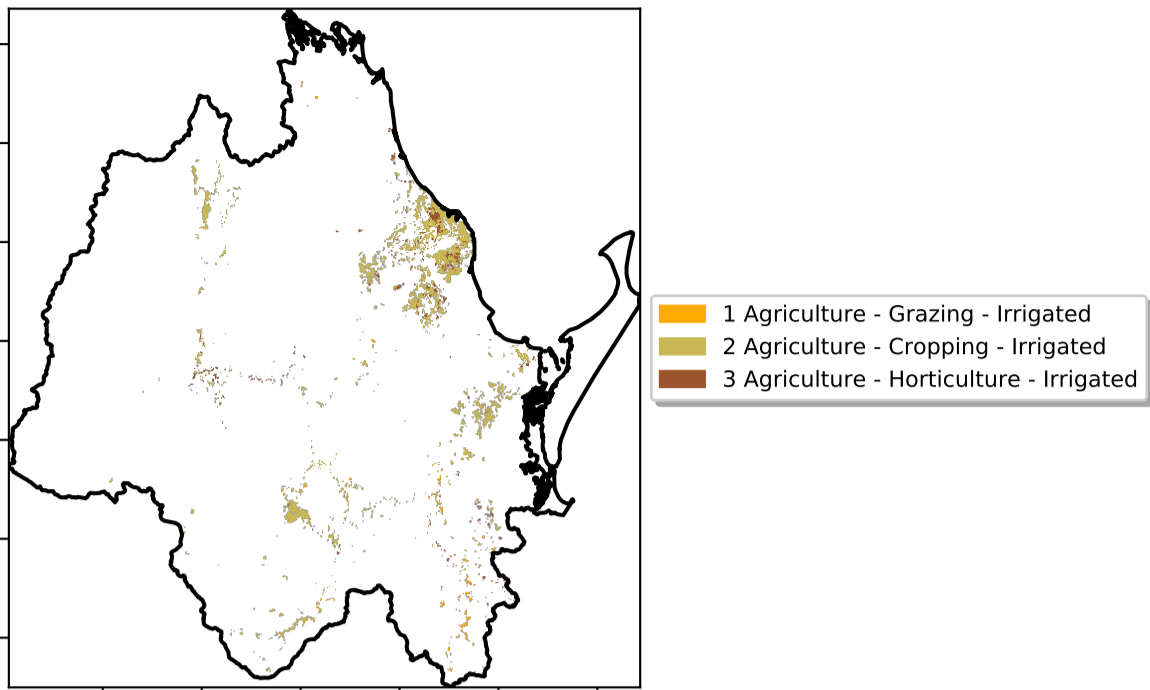 1 Agriculture - Grazing - Irrigated
2 Agriculture - Cropping - Irrigated
3 Agriculture - Horticulture - Irrigated